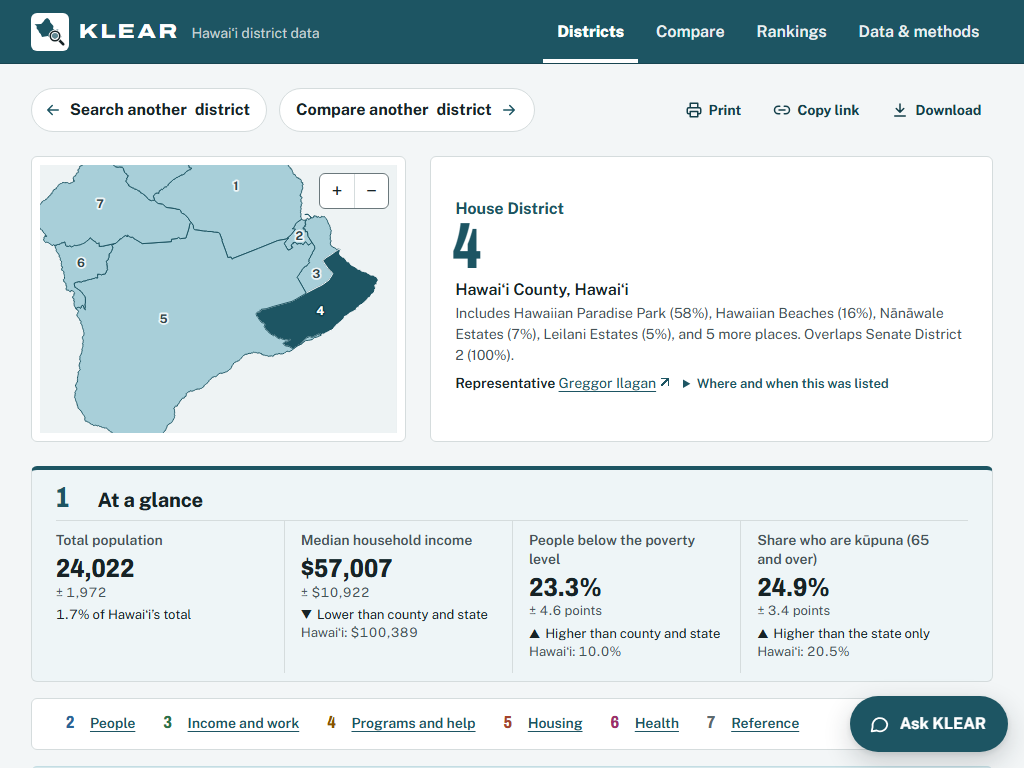 KLEAR Hawaiʻi district data Districts Compare Rankings Data & methods
← Search another district Compare another district → Print Copy link Download
1
7
+ −
2
6
3
4
5
House District
4
Hawaiʻi County, Hawaiʻi
Includes Hawaiian Paradise Park (58%), Hawaiian Beaches (16%), Nānāwale
Estates (7%), Leilani Estates (5%), and 5 more places. Overlaps Senate District
2 (100%).
Representative Greggor Ilagan ↗ ▶ Where and when this was listed
1 At a glance
Total population
24,022
± 1,972
1.7% of Hawaiʻi's total
Median household income
$57,007
± $10,922
▼ Lower than county and state
Hawaiʻi: $100,389
People below the poverty
level
23.3%
± 4.6 points
▲ Higher than county and state
Hawaiʻi: 10.0%
Share who are kūpuna (65
and over)
24.9%
± 3.4 points
▲ Higher than the state only
Hawaiʻi: 20.5%
2 People 3 Income and work 4 Programs and help 5 Housing 6 Health 7 Reference
Ask KLEAR